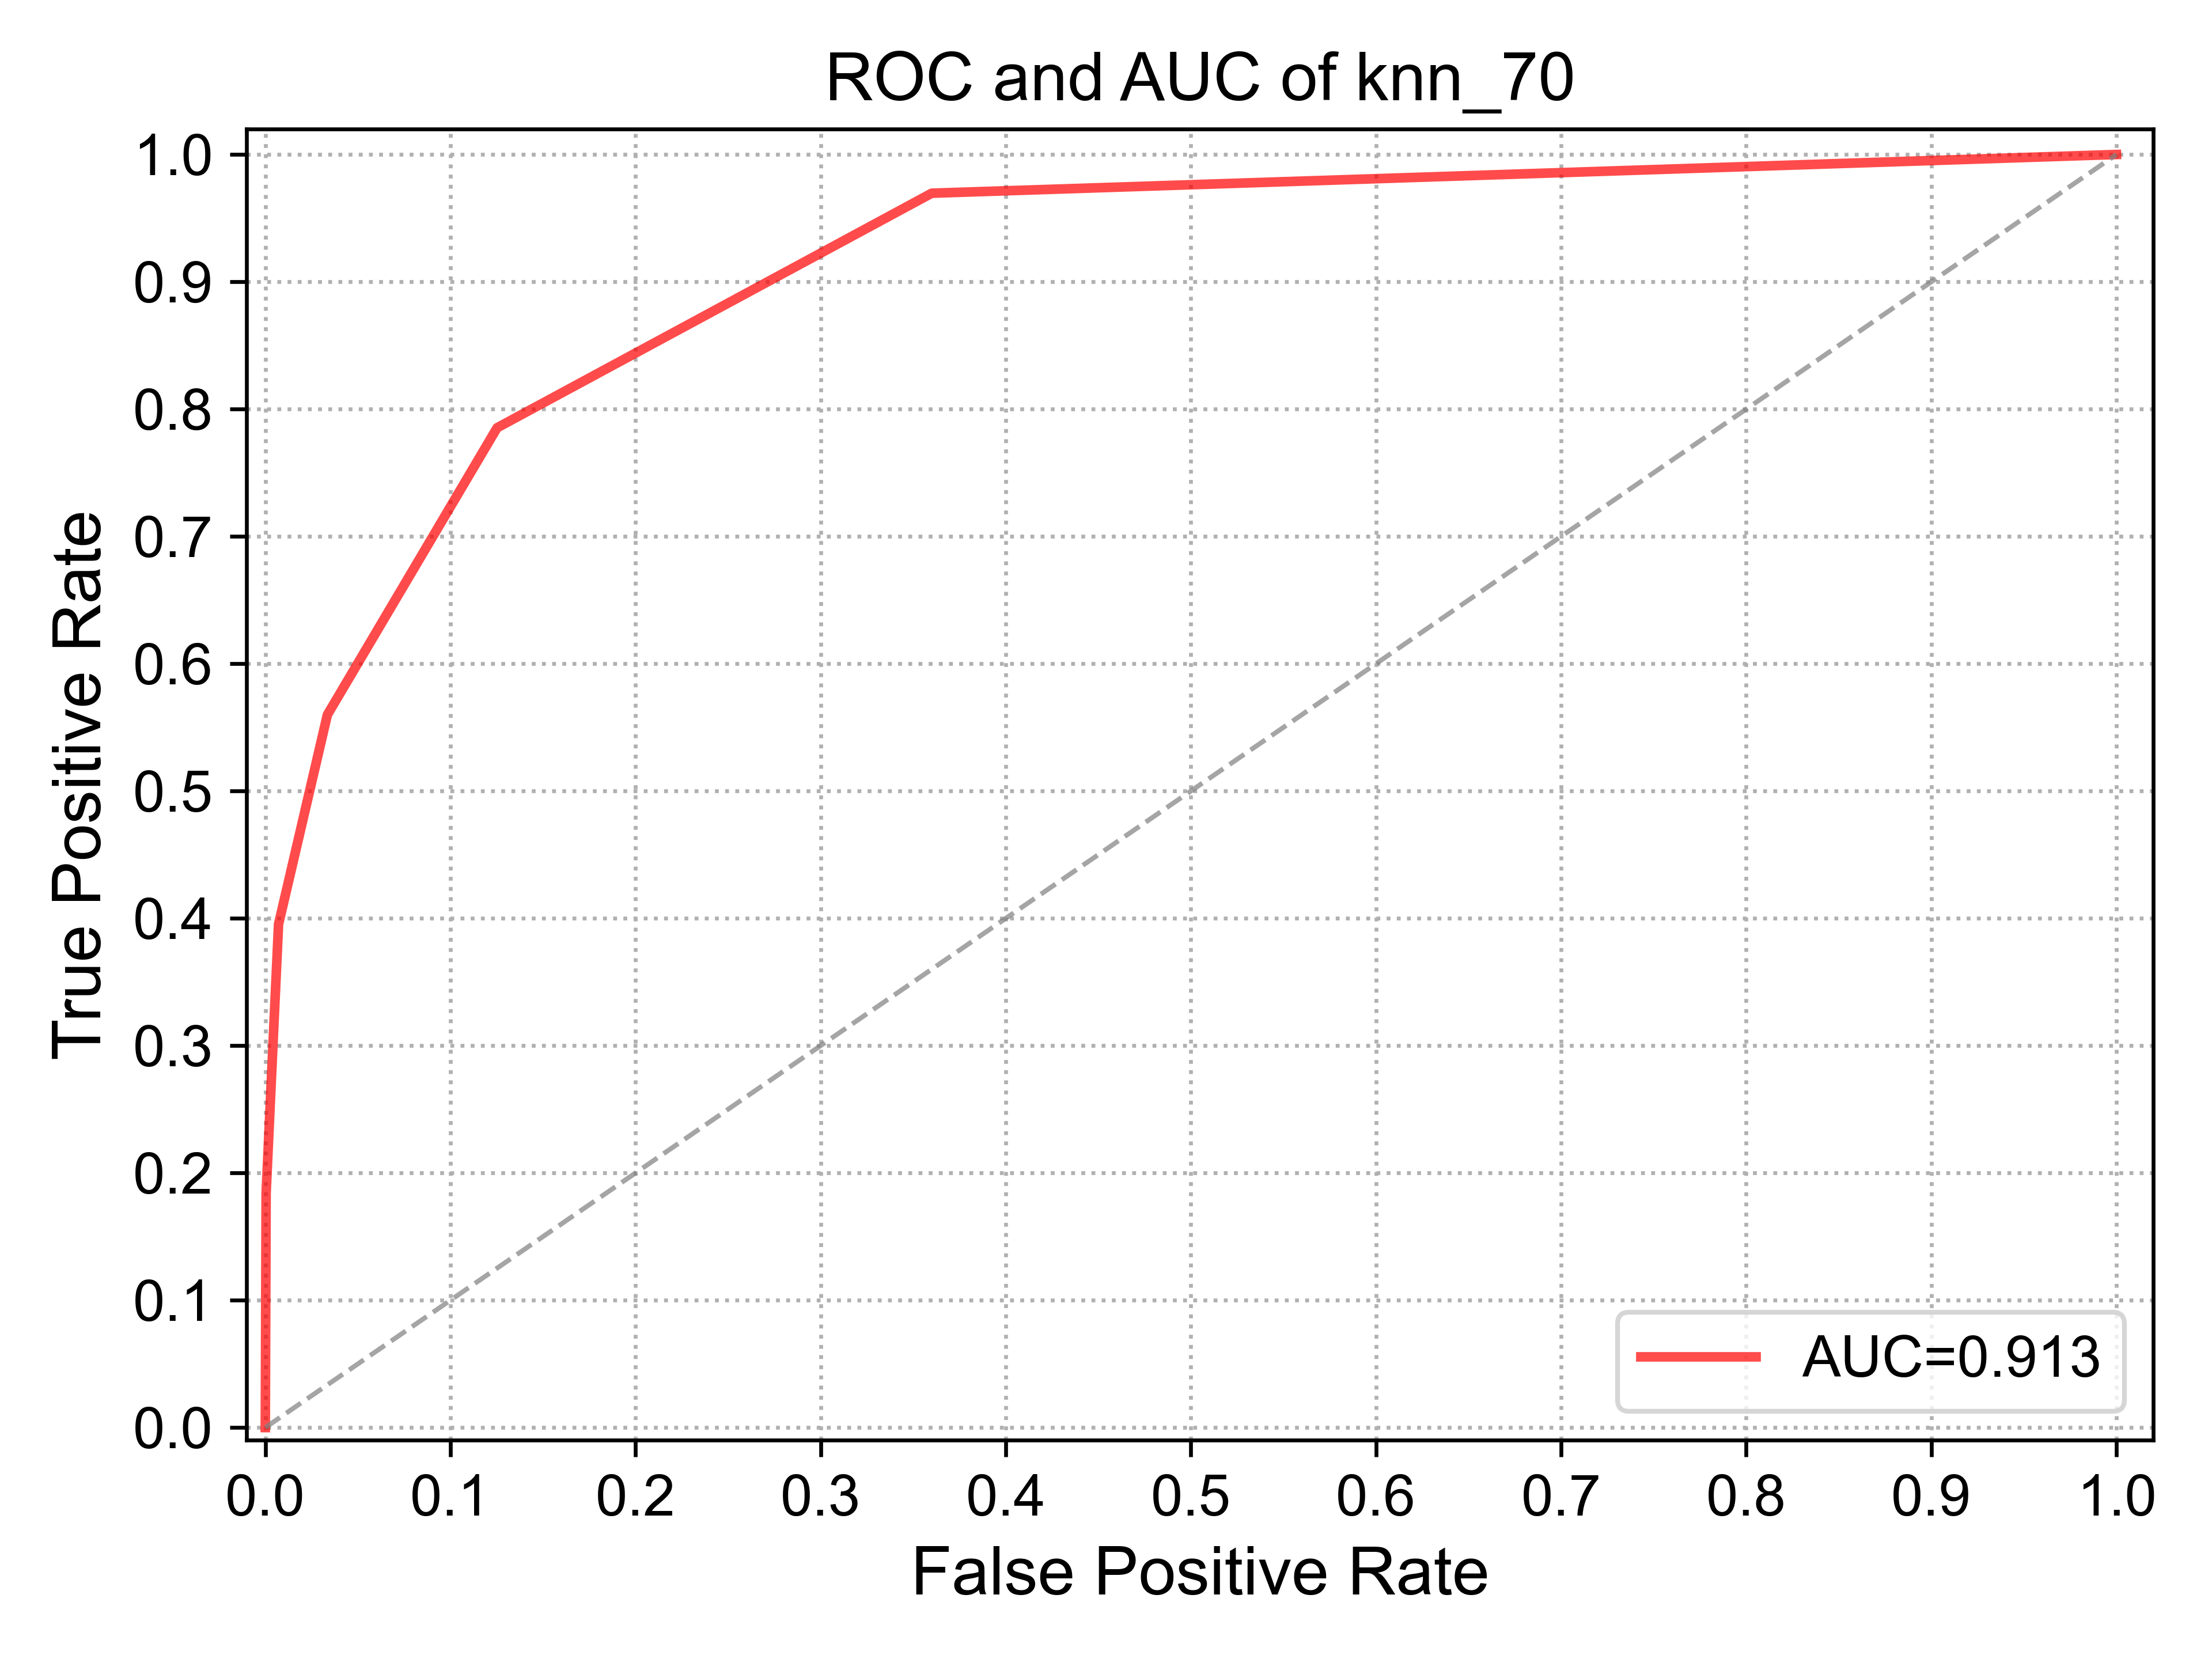 ROC and AUC of knn_70
True Positive Rate
1.0
0.9
0.8
0.7
0.6
0.5
0.4
0.3
0.2
0.1
0.0
AUC=0.913
0.0 0.1 0.2 0.3 0.4 0.5 0.6 0.7 0.8 0.9 1.0
False Positive Rate